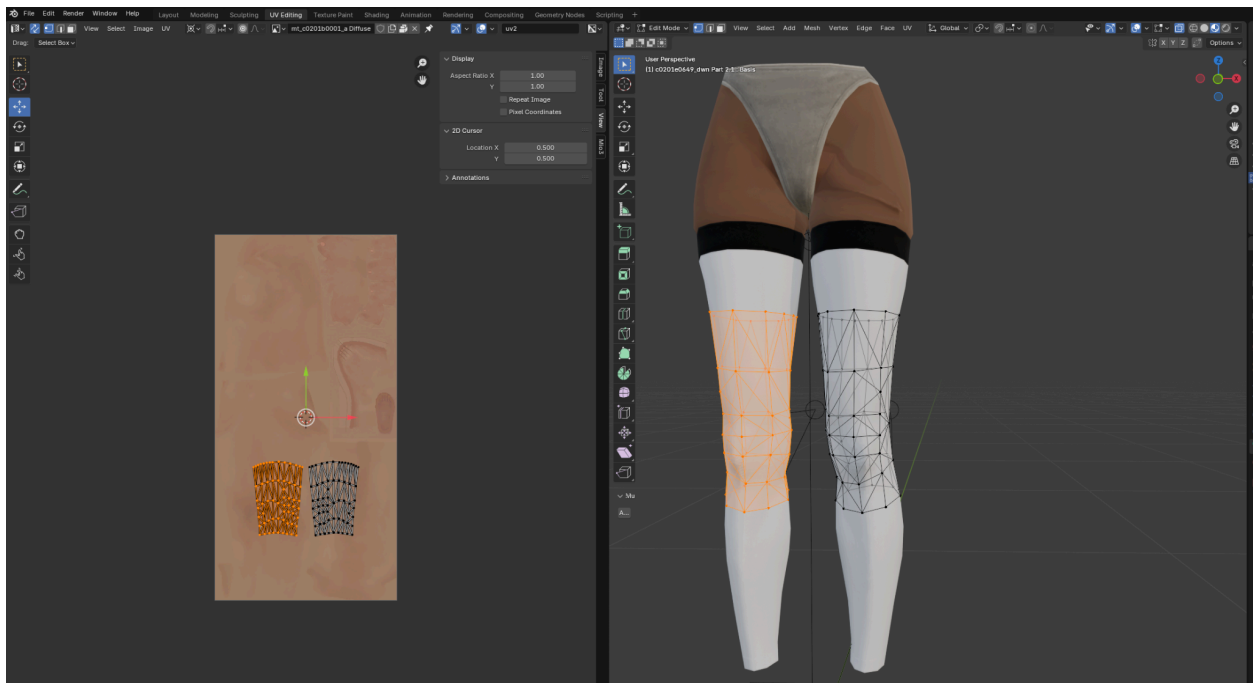 File Edit Render Window Help Layout Modeling Sculpting UV Editing Texture Paint Shading Animation Rendering Compositing Geometry Nodes Scripting +
View Select Image UV mt_c0201b0001_a Diffuse uv2
Edit Mode View Select Add Mesh Vertex Edge Face UV Global
Drag: Select Box
X Y Z Options
Display
Aspect Ratio X 1.00
Y 1.00
Repeat Image
Pixel Coordinates
2D Cursor
Location X 0.500
Y 0.500
Annotations
Image
Tool
View
Mio3
User Perspective
(1) c0201e0649_dwn Part 2.1: Basis
Z
X
Mu
A...